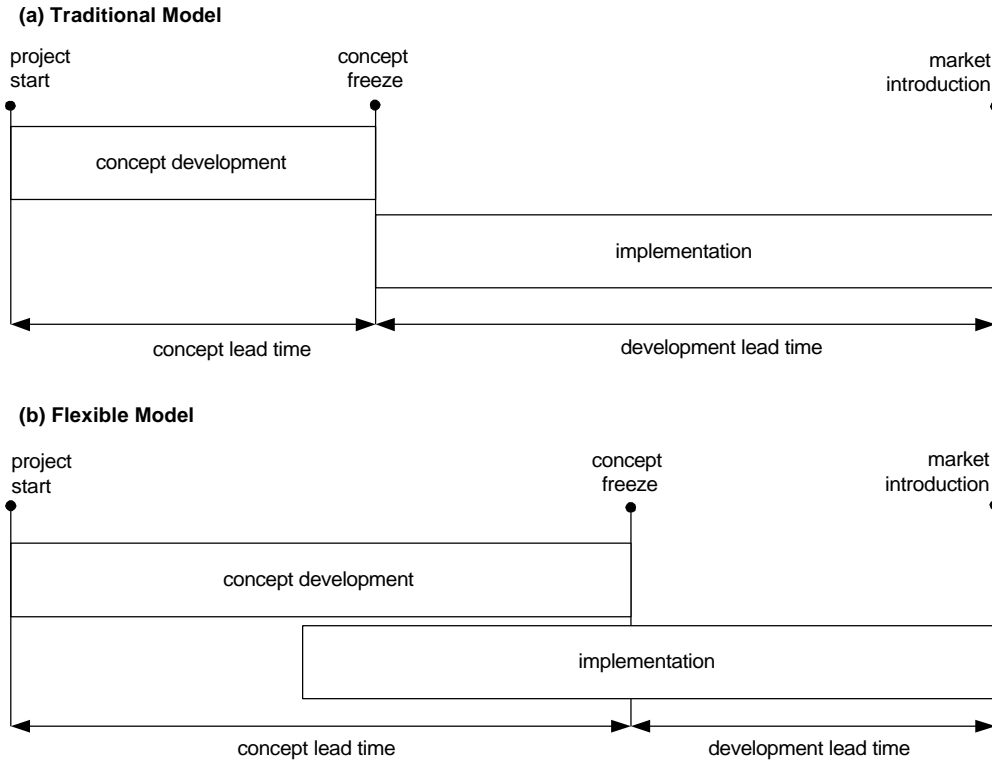 (a) Traditional Model
project
start
concept
freeze
market
introduction
concept development
implementation
concept lead time
development lead time
(b) Flexible Model
project
start
concept
freeze
market
introduction
concept development
implementation
concept lead time
development lead time